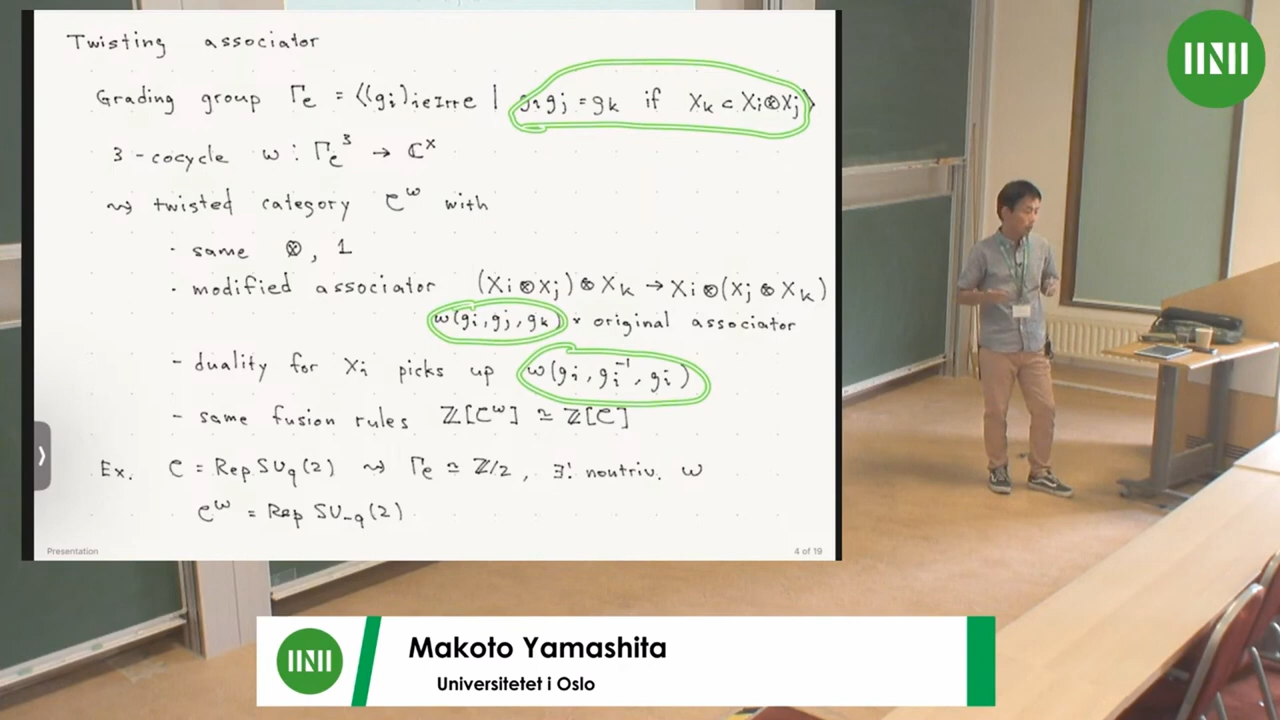 Twisting associator
Grading group Γ_C = ⟨(g_i)_{i∈Irr C} | g_i g_j = g_k if X_k ⊂ X_i ⊗ X_j⟩
3-cocycle ω : Γ_C^3 → ℂ^×
⇝ twisted category C^ω with
· same ⊗, 1
· modified associator (X_i ⊗ X_j) ⊗ X_k → X_i ⊗ (X_j ⊗ X_k)
ω(g_i, g_j, g_k) × original associator
- duality for X_i picks up ω(g_i, g_i^{-1}, g_i)
- same fusion rules ℤ[C^ω] ≃ ℤ[C]
Ex. C = Rep SU_q(2) ⇝ Γ_C ≃ ℤ/2, ∃! nontriv. ω
C^ω = Rep SU_{-q}(2)
Presentation
4 of 19
Makoto Yamashita
Universitetet i Oslo